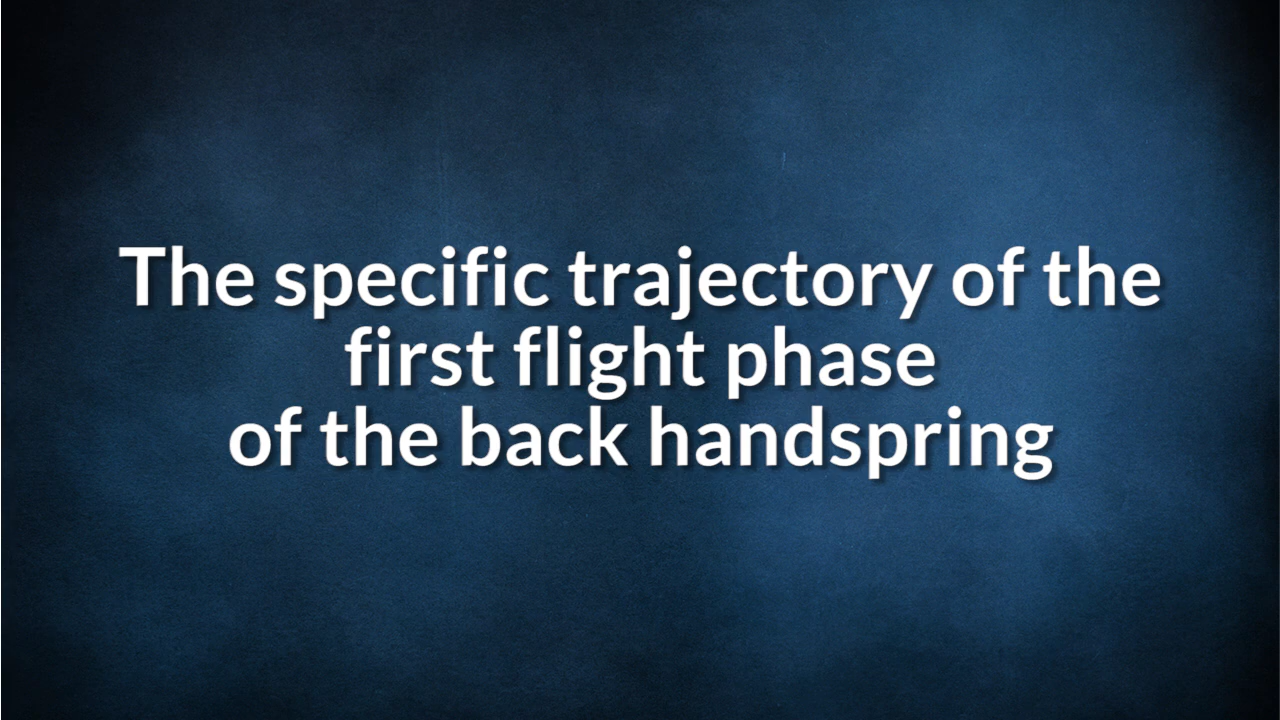 The specific trajectory of the
first flight phase
of the back handspring